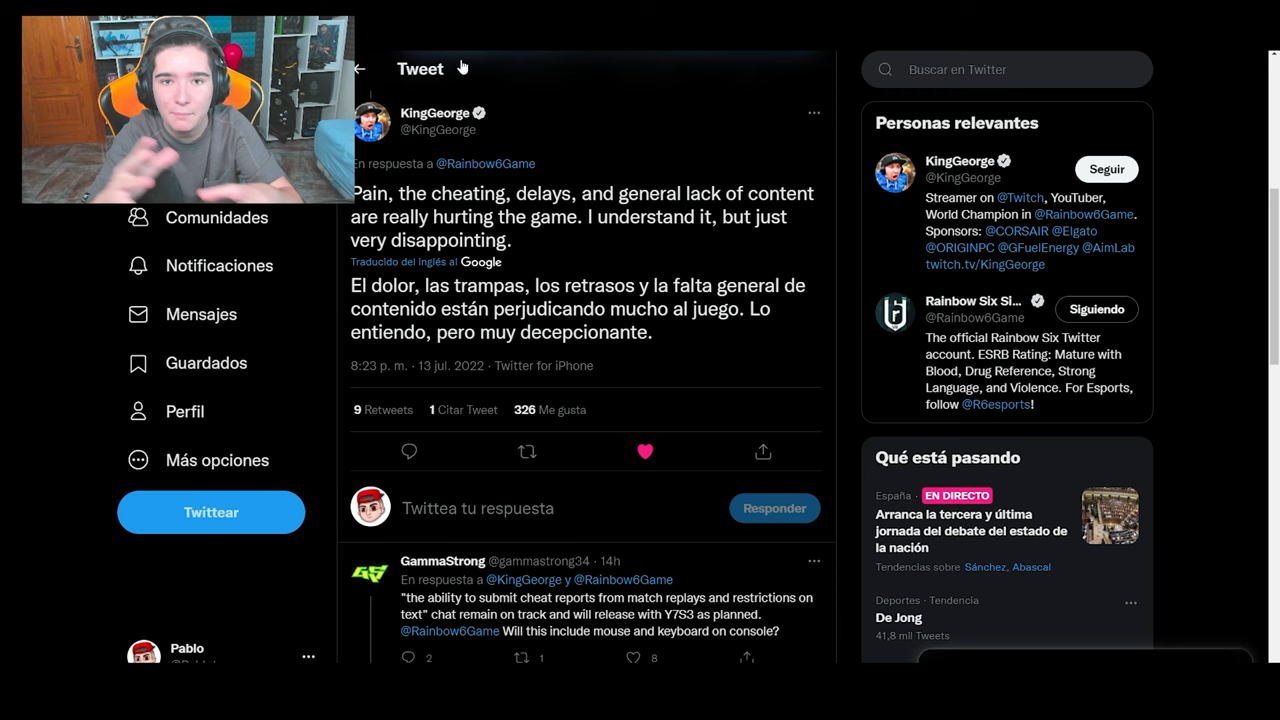 Tweet
KingGeorge
@KingGeorge
En respuesta a @Rainbow6Game
Pain, the cheating, delays, and general lack of content
are really hurting the game. I understand it, but just
very disappointing.
Traducido del inglés al Google
El dolor, las trampas, los retrasos y la falta general de
contenido están perjudicando mucho al juego. Lo
entiendo, pero muy decepcionante.
8:23 p. m. · 13 jul. 2022 · Twitter for iPhone
9 Retweets 1 Citar Tweet 326 Me gusta
Twittea tu respuesta
Responder
GammaStrong @gammastrong34 · 14h
En respuesta a @KingGeorge y @Rainbow6Game
"the ability to submit cheat reports from match replays and restrictions on
text” chat remain on track and will release with Y7S3 as planned.
@Rainbow6Game Will this include mouse and keyboard on console?
2 1 8
Comunidades
Notificaciones
Mensajes
Guardados
Perfil
Más opciones
Twittear
Pablo
Buscar en Twitter
Personas relevantes
KingGeorge
@KingGeorge
Seguir
Streamer on @Twitch, YouTuber,
World Champion in @Rainbow6Game.
Sponsors: @CORSAIR @Elgato
@ORIGINPC @GFuelEnergy @AimLab
twitch.tv/KingGeorge
Rainbow Six Si...
@Rainbow6Game
Siguiendo
The official Rainbow Six Twitter
account. ESRB Rating: Mature with
Blood, Drug Reference, Strong
Language, and Violence. For Esports,
follow @R6esports!
Qué está pasando
España · EN DIRECTO
Arranca la tercera y última
jornada del debate del estado de
la nación
Tendencias sobre Sánchez, Abascal
Deportes · Tendencia
De Jong
41,8 mil Tweets